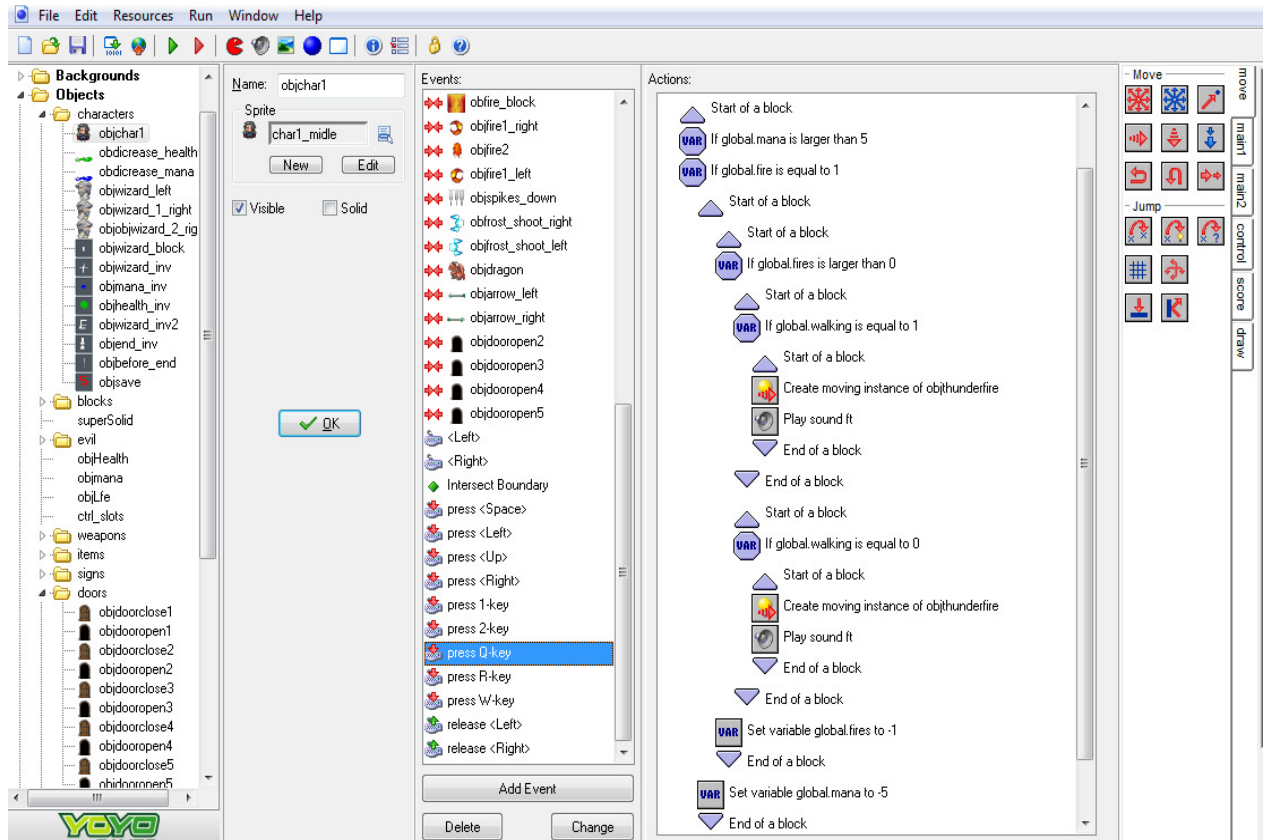 File Edit Resources Run Window Help
Backgrounds
Objects
characters
objchar1
obdicrease_health
obdicrease_mana
objwizard_left
objwizard_1_right
objobjwizard_2_rig
objwizard_block
objwizard_inv
objmana_inv
objhealth_inv
objwizard_inv2
objend_inv
objbefore_end
objsave
blocks
superSolid
evil
objHealth
objmana
objLfe
ctrl_slots
weapons
items
signs
doors
objdoorclose1
objdooropen1
objdoorclose2
objdooropen2
objdoorclose3
objdooropen3
objdoorclose4
objdooropen4
objdoorclose5
objdooropen5
YOYO
Name: objchar1
Sprite
char1_midle
New Edit
Visible Solid
OK
Events:
obfire_block
objfire1_right
objfire2
objfire1_left
objspikes_down
obfrost_shoot_right
objfrost_shoot_left
objdragon
objarrow_left
objarrow_right
objdooropen2
objdooropen3
objdooropen4
objdooropen5
<Left>
<Right>
Intersect Boundary
press <Space>
press <Left>
press <Up>
press <Right>
press 1-key
press 2-key
press Q-key
press R-key
press W-key
release <Left>
release <Right>
Add Event
Delete Change
Actions:
Start of a block
VAR If global.mana is larger than 5
VAR If global.fire is equal to 1
Start of a block
Start of a block
VAR If global.fires is larger than 0
Start of a block
VAR If global.walking is equal to 1
Start of a block
Create moving instance of objthunderfire
Play sound ft
End of a block
End of a block
Start of a block
VAR If global.walking is equal to 0
Start of a block
Create moving instance of objthunderfire
Play sound ft
End of a block
End of a block
VAR Set variable global.fires to -1
End of a block
VAR Set variable global.mana to -5
End of a block
Move
Jump
move
main1
main2
control
score
draw